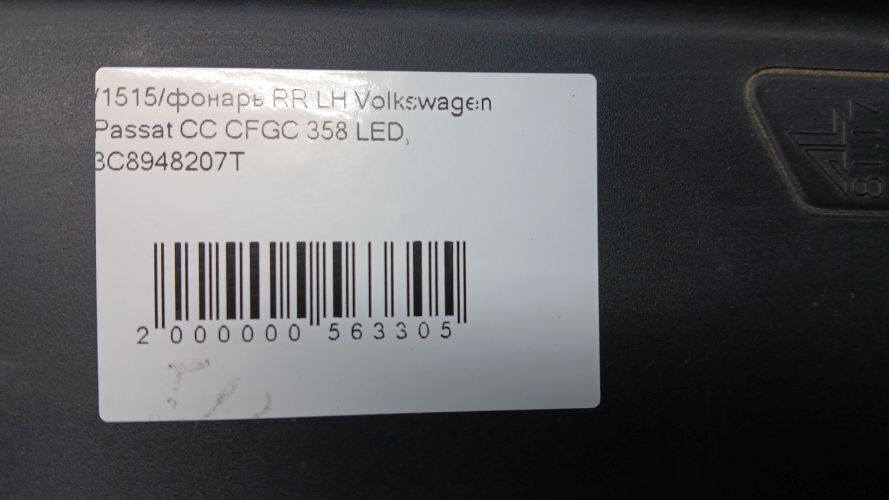 /1515/фонарь RR LH Volkswagen
Passat CC CFGC 358 LED,
3C8948207T
2 000000 563305